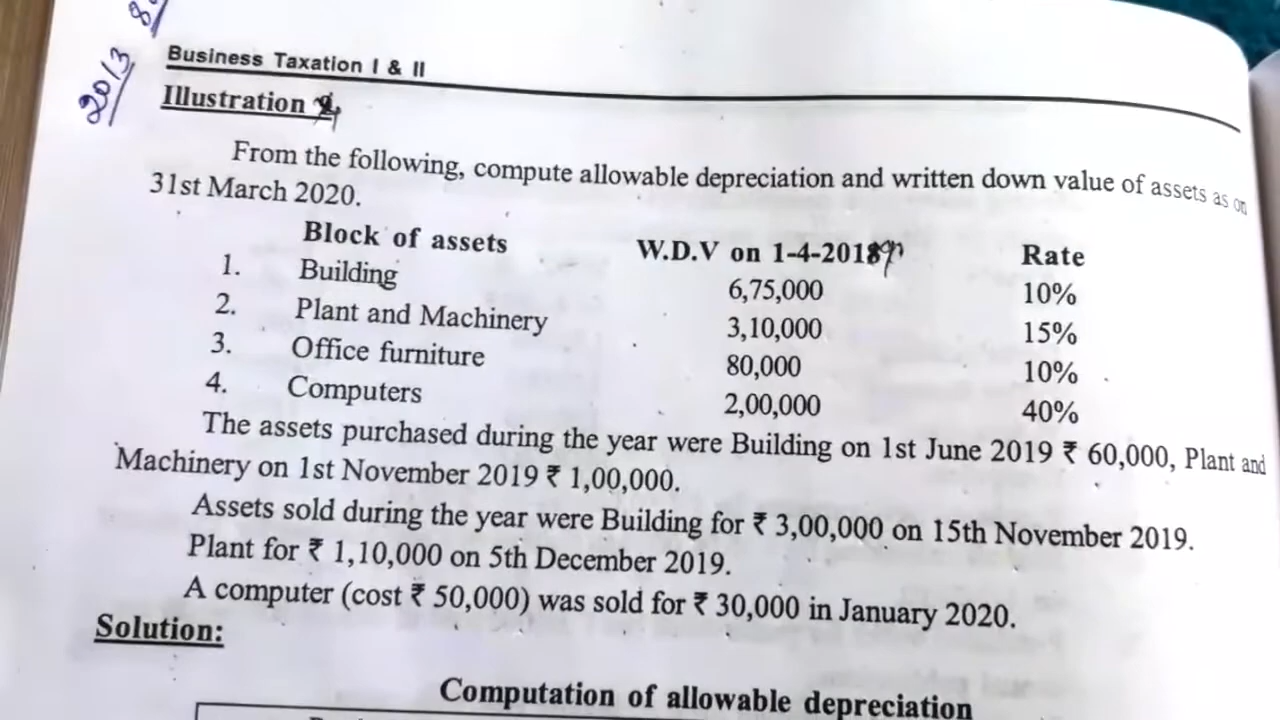 2013 8
Business Taxation I & II
Illustration
From the following, compute allowable depreciation and written down value of assets as on
31st March 2020.
Block of assets W.D.V on 1-4-2019 Rate
1. Building 6,75,000 10%
2. Plant and Machinery 3,10,000 15%
3. Office furniture 80,000 10%
4. Computers 2,00,000 40%
The assets purchased during the year were Building on 1st June 2019 ₹ 60,000, Plant and
Machinery on 1st November 2019 ₹ 1,00,000.
Assets sold during the year were Building for ₹ 3,00,000 on 15th November 2019.
Plant for ₹ 1,10,000 on 5th December 2019.
A computer (cost ₹ 50,000) was sold for ₹ 30,000 in January 2020.
Solution:
Computation of allowable depreciation